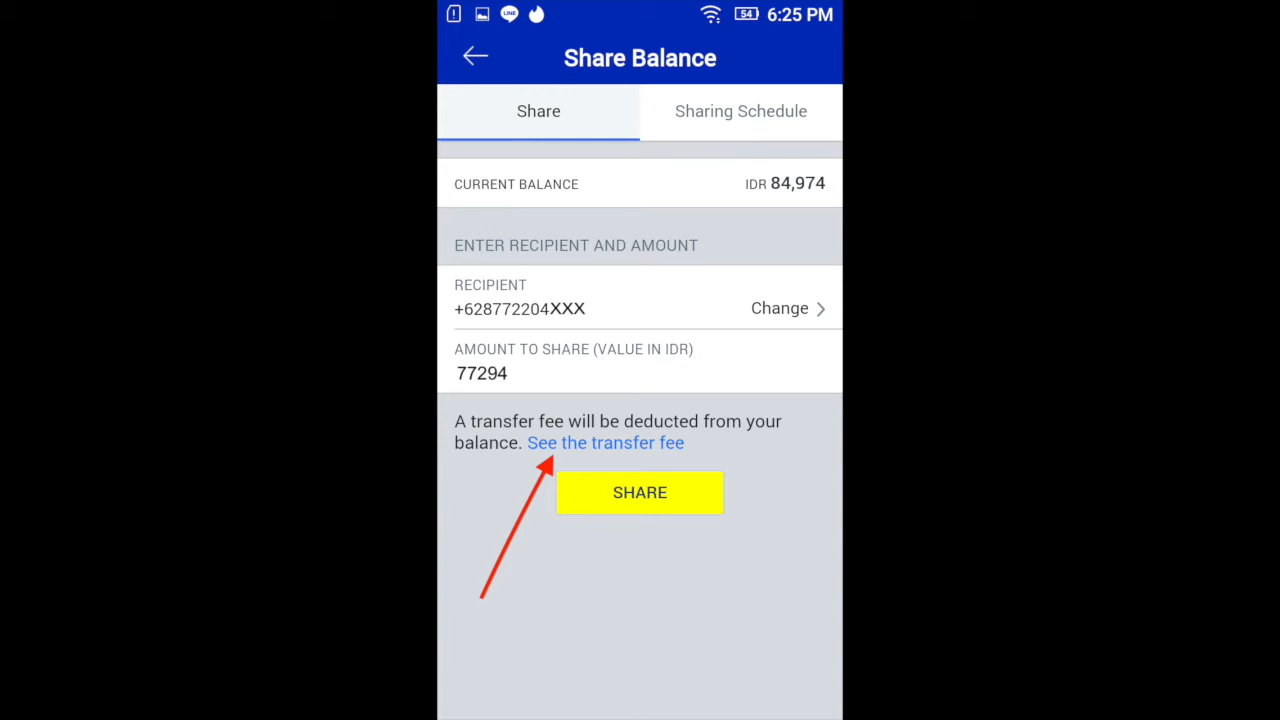 LINE 54 6:25 PM
Share Balance
Share Sharing Schedule
CURRENT BALANCE IDR 84,974
ENTER RECIPIENT AND AMOUNT
RECIPIENT
+628772204XXX Change
AMOUNT TO SHARE (VALUE IN IDR)
77294
A transfer fee will be deducted from your
balance. See the transfer fee
SHARE